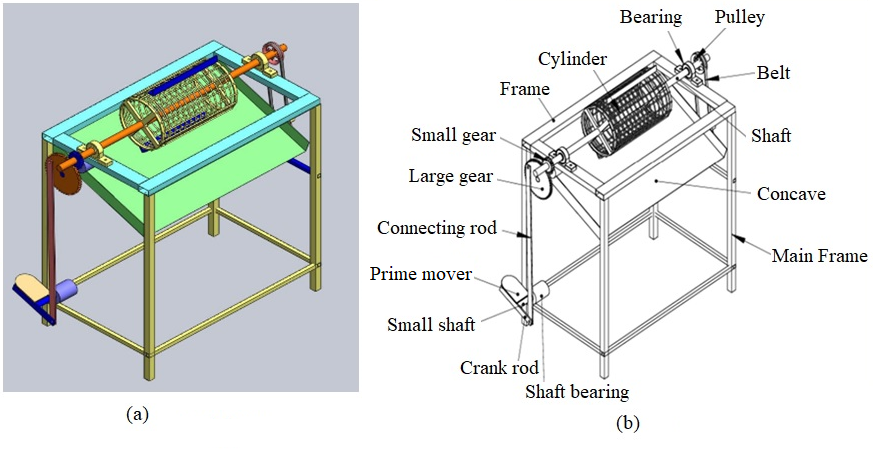 Bearing
Pulley
Cylinder
Belt
Frame
Small gear
Shaft
Large gear
Concave
Connecting rod
Main Frame
Prime mover
Small shaft
Crank rod
Shaft bearing
(a)
(b)